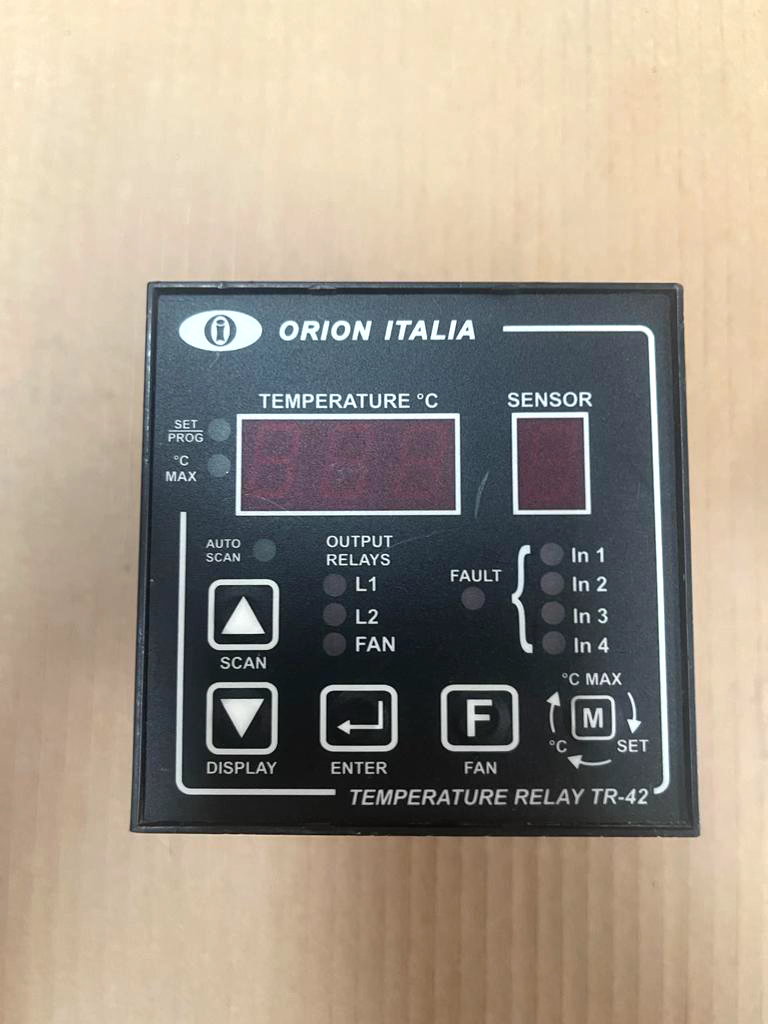 ORION ITALIA
TEMPERATURE °C
SENSOR
SET
PROG
°C
MAX
AUTO
SCAN
OUTPUT
RELAYS
L1
L2
FAN
FAULT
In 1
In 2
In 3
In 4
SCAN
DISPLAY
ENTER
F
FAN
°C MAX
M
°C
SET
TEMPERATURE RELAY TR-42